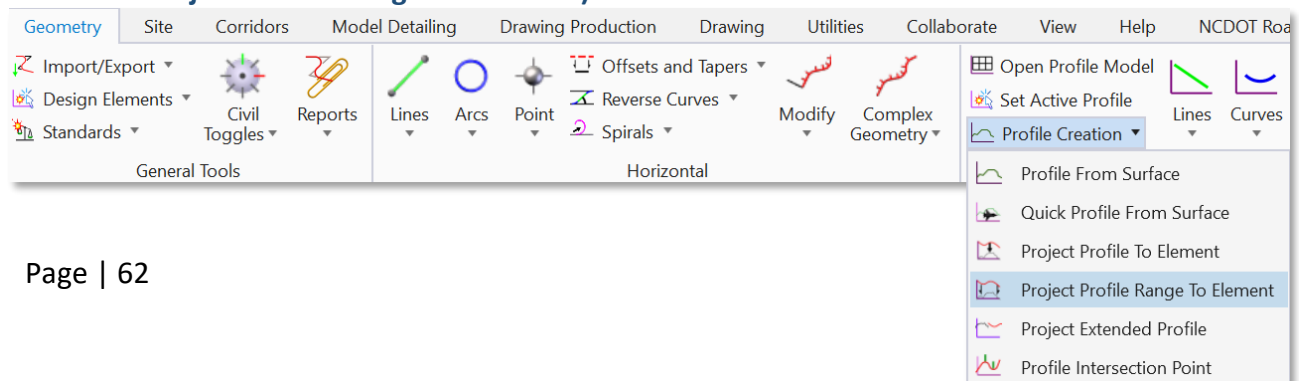 Geometry Site Corridors Model Detailing Drawing Production Drawing Utilities Collaborate View Help NCDOT Roa
Import/Export
Design Elements
Standards
Civil
Toggles
Reports
General Tools
Lines
Arcs
Point
Offsets and Tapers
Reverse Curves
Spirals
Modify
Complex
Geometry
Horizontal
Open Profile Model
Set Active Profile
Profile Creation
Lines
Curves
Profile From Surface
Quick Profile From Surface
Project Profile To Element
Project Profile Range To Element
Project Extended Profile
Profile Intersection Point
Page | 62